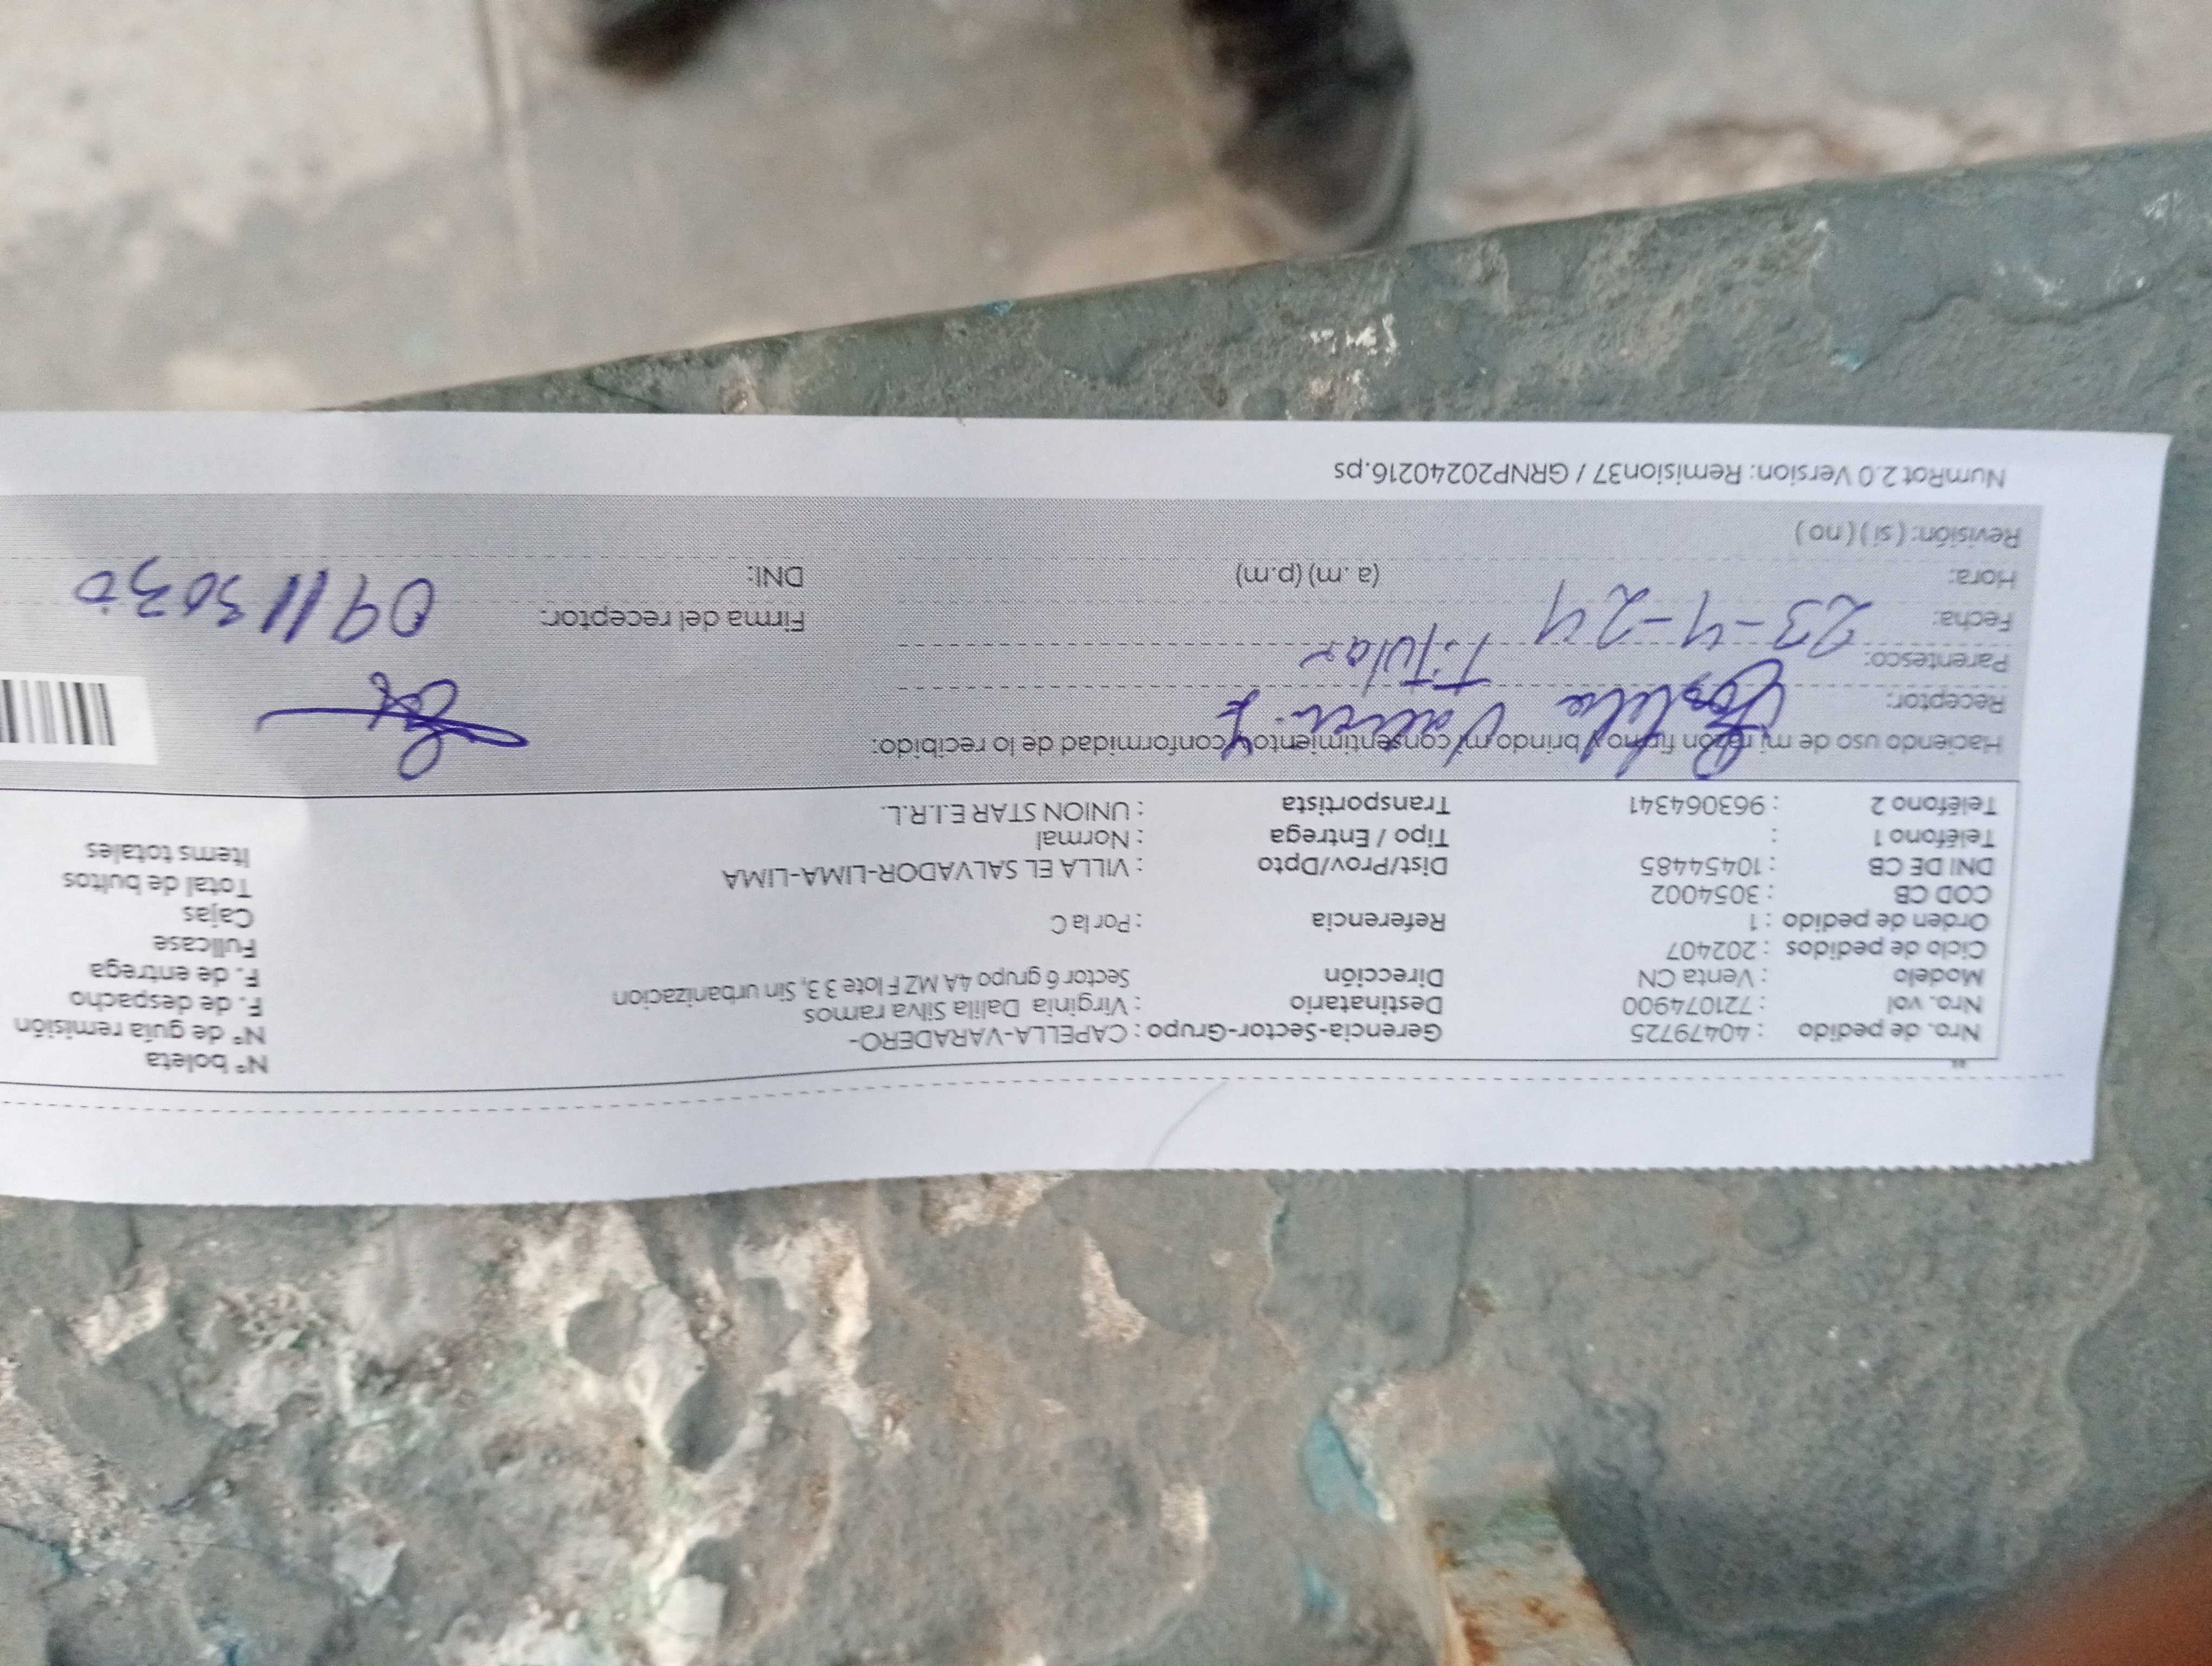 Nro. de pedido : 40479725 Gerencia-Sector-Grupo : CAPELLA-VARADERO- N° boleta
Nro. vol : 721074900 Destinatario : Virginia Dalila Silva ramos N° de guía remisión
Modelo : Venta CN Dirección Sector 6 grupo 4A MZ F lote 3 3, Sin urbanizacion F. de despacho
Ciclo de pedidos : 202407 F. de entrega
Orden de pedido : 1 Referencia : Por la C Fullcase
COD CB : 3054002 Cajas
DNI DE CB : 10454485 Dist/Prov/Dpto : VILLA EL SALVADOR-LIMA-LIMA Total de bultos
Teléfono 1 : Tipo / Entrega : Normal Items totales
Teléfono 2 : 963064341 Transportista : UNION STAR E.I.R.L.
Haciendo uso de mi razón firmo y brindo mi consentimiento y conformidad de lo recibido:
Receptor:
Parentesco: Titular
Fecha: 23-4-24 Firma del receptor:
Hora: (a .m) (p.m) DNI: 09113030
Revisión: ( si ) ( no )
NumRot 2.0 Version: Remision37 / GRNP20240216.ps